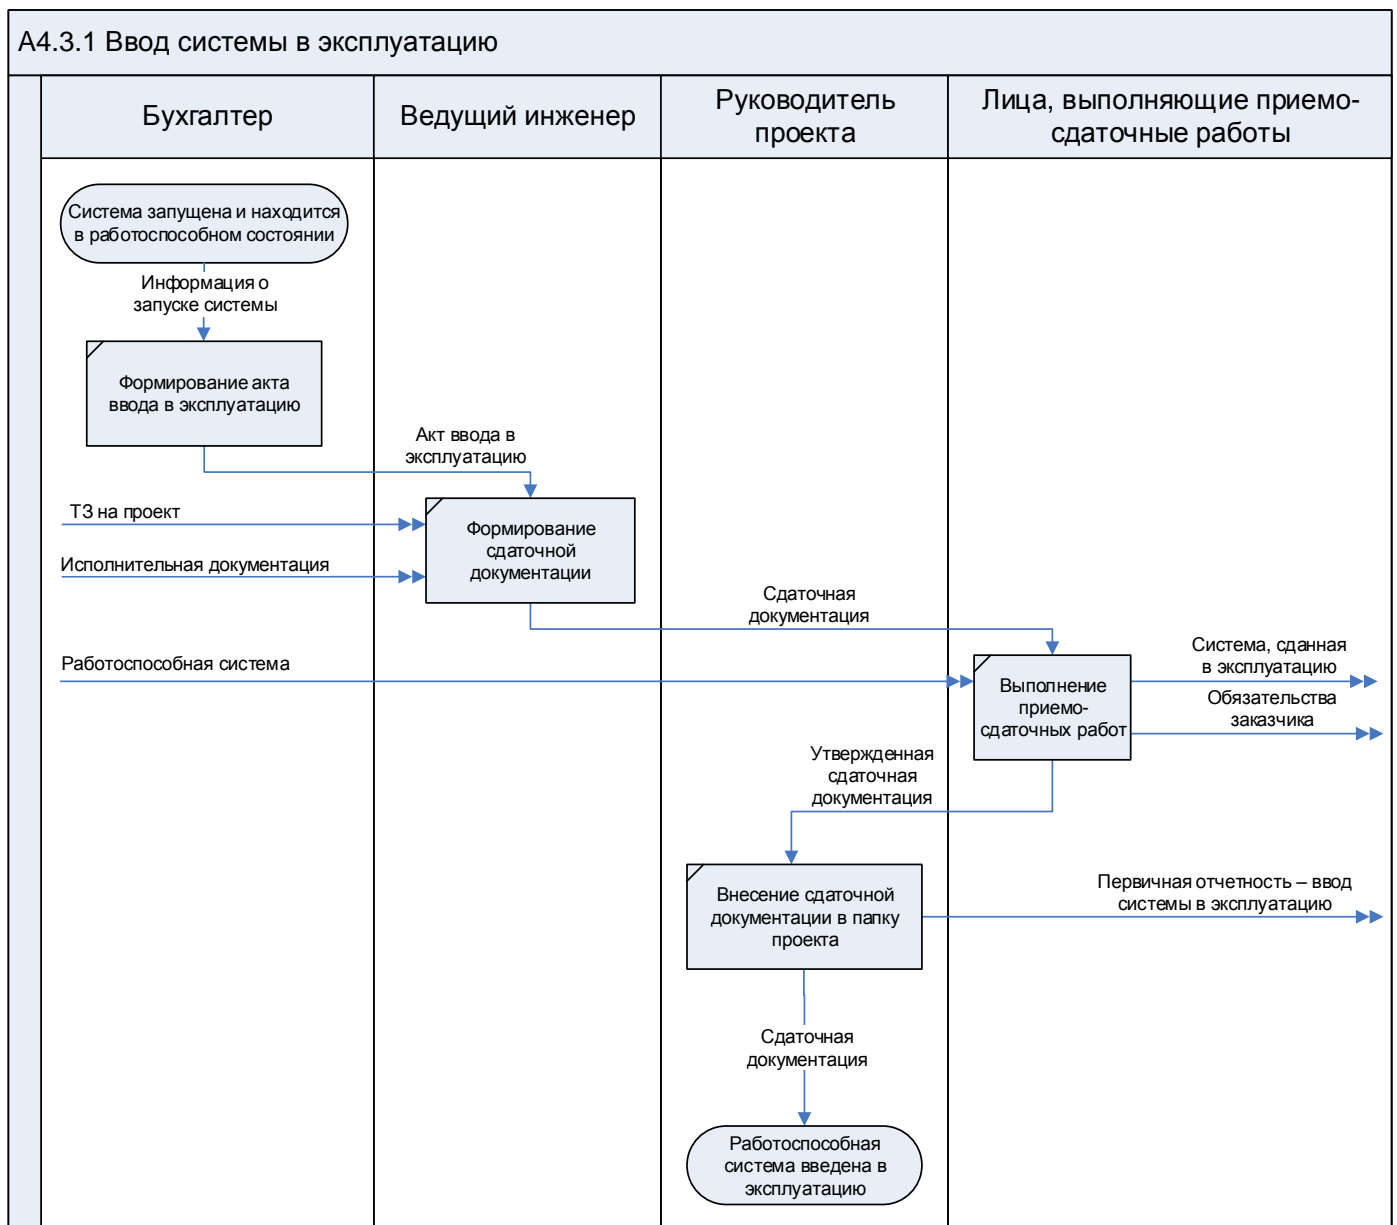 А4.3.1 Ввод системы в эксплуатацию
Бухгалтер
Ведущий инженер
Руководитель
проекта
Лица, выполняющие приемо-
сдаточные работы
Система запущена и находится
в работоспособном состоянии
Информация о
запуске системы
Формирование акта
ввода в эксплуатацию
Акт ввода в
эксплуатацию
ТЗ на проект
Исполнительная документация
Формирование
сдаточной
документации
Сдаточная
документация
Работоспособная система
Выполнение
приемо-
сдаточных работ
Система, сданная
в эксплуатацию
Обязательства
заказчика
Утвержденная
сдаточная
документация
Внесение сдаточной
документации в папку
проекта
Первичная отчетность – ввод
системы в эксплуатацию
Сдаточная
документация
Работоспособная
система введена в
эксплуатацию